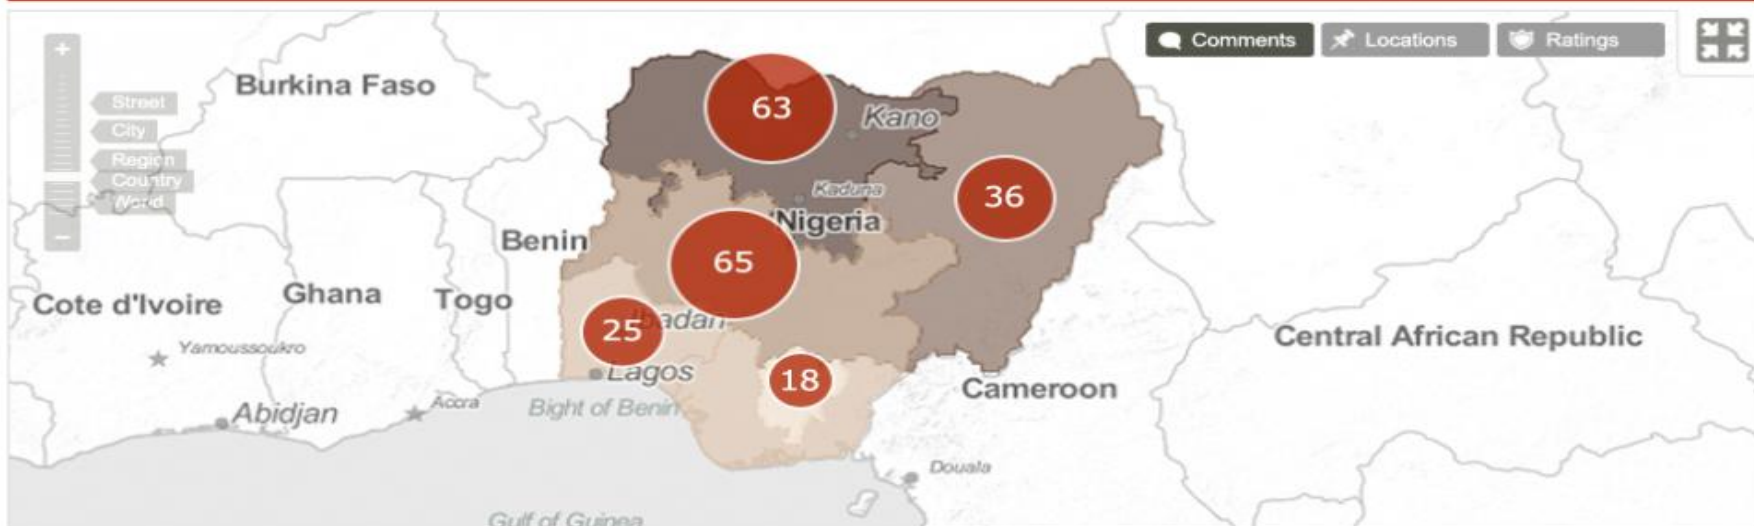 +
Comments
Locations
Ratings
Burkina Faso
Street
City
Region
Country
World
−
63
Kano
Kaduna
36
Nigeria
Benin
65
Cote d'Ivoire
Ghana
Togo
Ibadan
25
Yamoussoukro
Lagos
18
Central African Republic
Cameroon
Abidjan
Accra
Bight of Benin
Douala
Gulf of Guinea